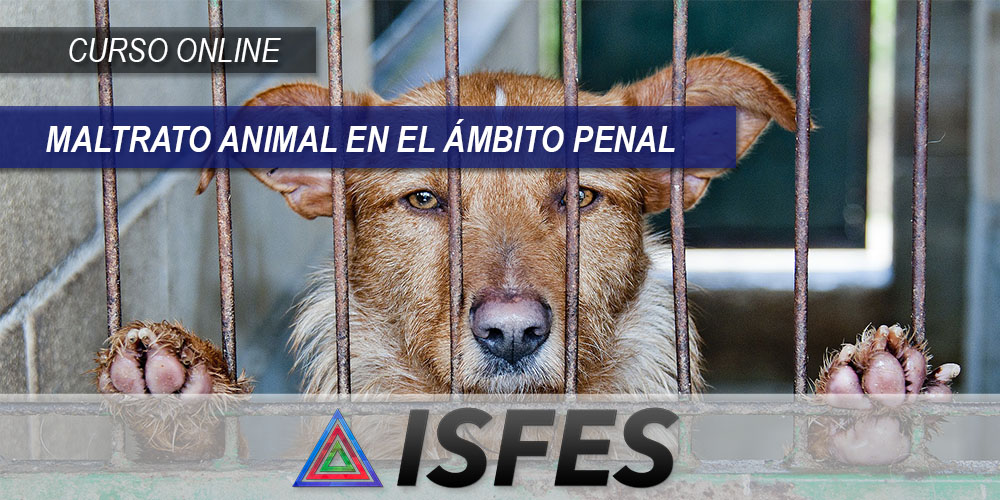 CURSO ONLINE
MALTRATO ANIMAL EN EL ÁMBITO PENAL
ISFES